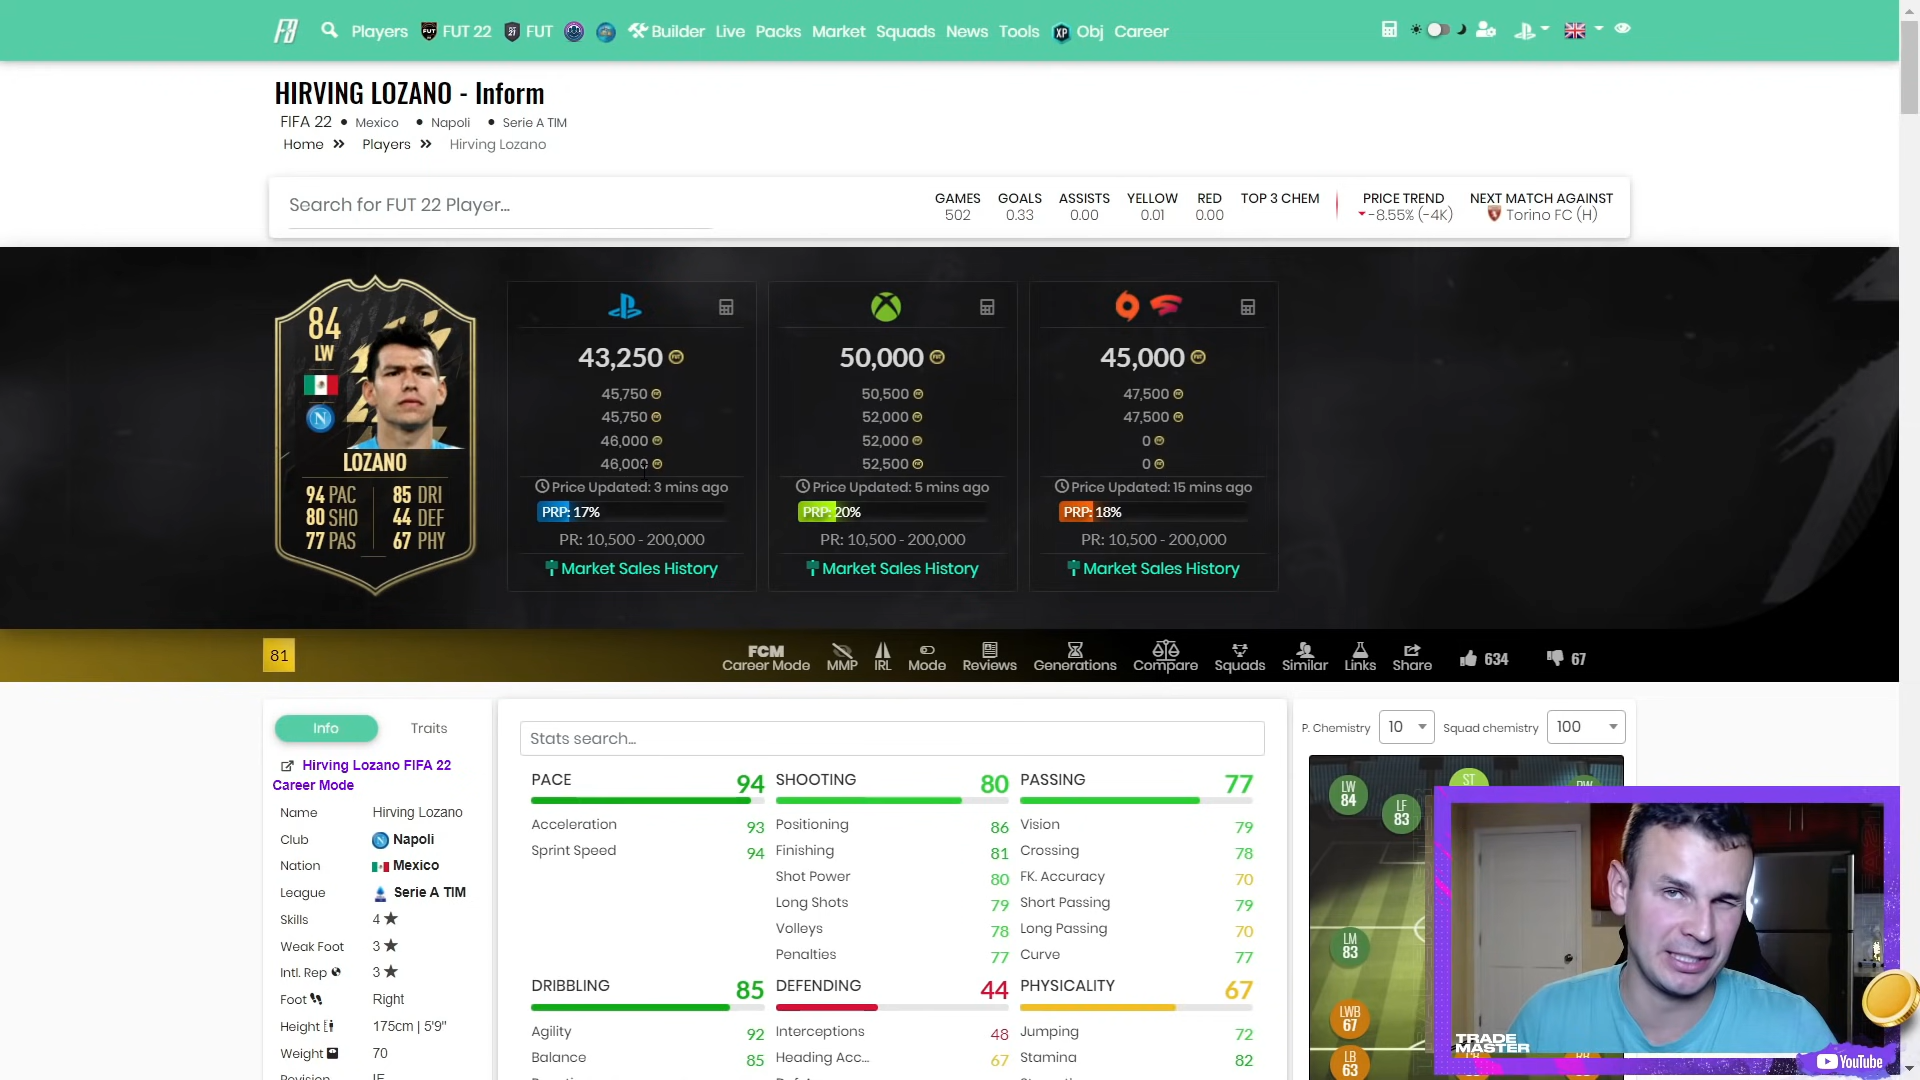 Players FUT 22 FUT Builder Live Packs Market Squads News Tools Obj Career
HIRVING LOZANO - Inform
FIFA 22 • Mexico • Napoli • Serie A TIM
Home » Players » Hirving Lozano
Search for FUT 22 Player...
GAMES GOALS ASSISTS YELLOW RED TOP 3 CHEM PRICE TREND NEXT MATCH AGAINST
502 0.33 0.00 0.01 0.00 -8.55% (-4K) Torino FC (H)
84
LW
N
LOZANO
94 PAC 85 DRI
80 SHO 44 DEF
77 PAS 67 PHY
43,250
45,750
45,750
46,000
46,000
Price Updated: 3 mins ago
PRP: 17%
PR: 10,500 - 200,000
Market Sales History
50,000
50,500
52,000
52,000
52,500
Price Updated: 5 mins ago
PRP: 20%
PR: 10,500 - 200,000
Market Sales History
45,000
47,500
47,500
0
0
Price Updated: 15 mins ago
PRP: 18%
PR: 10,500 - 200,000
Market Sales History
81
FCM
Career Mode MMP IRL Mode Reviews Generations Compare Squads Similar Links Share 634 67
Info Traits
Hirving Lozano FIFA 22
Career Mode
Name Hirving Lozano
Club Napoli
Nation Mexico
League Serie A TIM
Skills 4
Weak Foot 3
Intl. Rep 3
Foot Right
Height 175cm | 5'9"
Weight 70
Revision IF
Stats search...
PACE 94
Acceleration 93
Sprint Speed 94
SHOOTING 80
Positioning 86
Finishing 81
Shot Power 80
Long Shots 79
Volleys 78
Penalties 77
PASSING 77
Vision 79
Crossing 78
FK. Accuracy 70
Short Passing 79
Long Passing 70
Curve 77
DRIBBLING 85
Agility 92
Balance 85
DEFENDING 44
Interceptions 48
Heading Acc... 67
PHYSICALITY 67
Jumping 72
Stamina 82
P. Chemistry 10 Squad chemistry 100
LW
84
LF
83
ST
LM
83
LWB
67
LB
63
TRADE
MASTER
YouTube